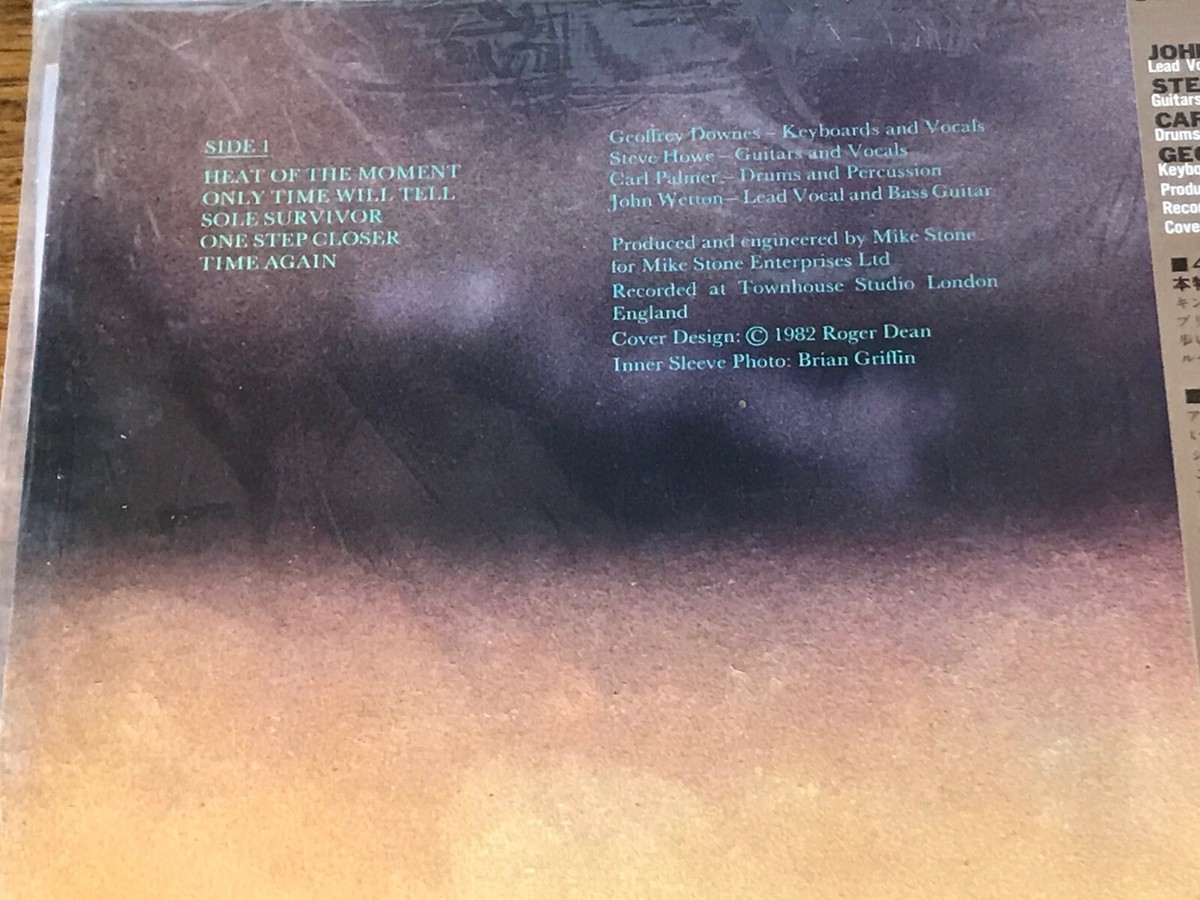 SIDE 1
HEAT OF THE MOMENT
ONLY TIME WILL TELL
SOLE SURVIVOR
ONE STEP CLOSER
TIME AGAIN
Geoffrey Downes – Keyboards and Vocals
Steve Howe – Guitars and Vocals
Carl Palmer – Drums and Percussion
John Wetton – Lead Vocal and Bass Guitar
Produced and engineered by Mike Stone
for Mike Stone Enterprises Ltd
Recorded at Townhouse Studio London
England
Cover Design: © 1982 Roger Dean
Inner Sleeve Photo: Brian Griffin
JOH
Lead Vo
STE
Guitars
CAR
Drums
GEO
Keybo
Produ
Recor
Cove
■4
本特